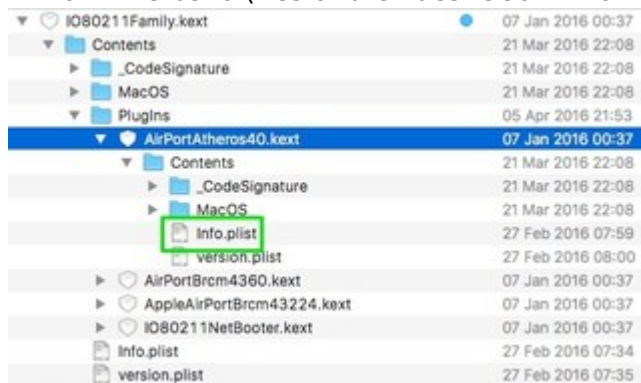 IO80211Family.kext 07 Jan 2016 00:37
Contents 21 Mar 2016 22:08
_CodeSignature 21 Mar 2016 22:08
MacOS 21 Mar 2016 22:08
PlugIns 05 Apr 2016 21:53
AirPortAtheros40.kext 07 Jan 2016 00:37
Contents 21 Mar 2016 22:08
_CodeSignature 21 Mar 2016 22:08
MacOS 21 Mar 2016 22:08
Info.plist 27 Feb 2016 07:59
version.plist 27 Feb 2016 08:00
AirPortBrcm4360.kext 07 Jan 2016 00:37
AppleAirPortBrcm43224.kext 07 Jan 2016 00:37
IO80211NetBooter.kext 07 Jan 2016 00:37
Info.plist 27 Feb 2016 07:34
version.plist 27 Feb 2016 07:35